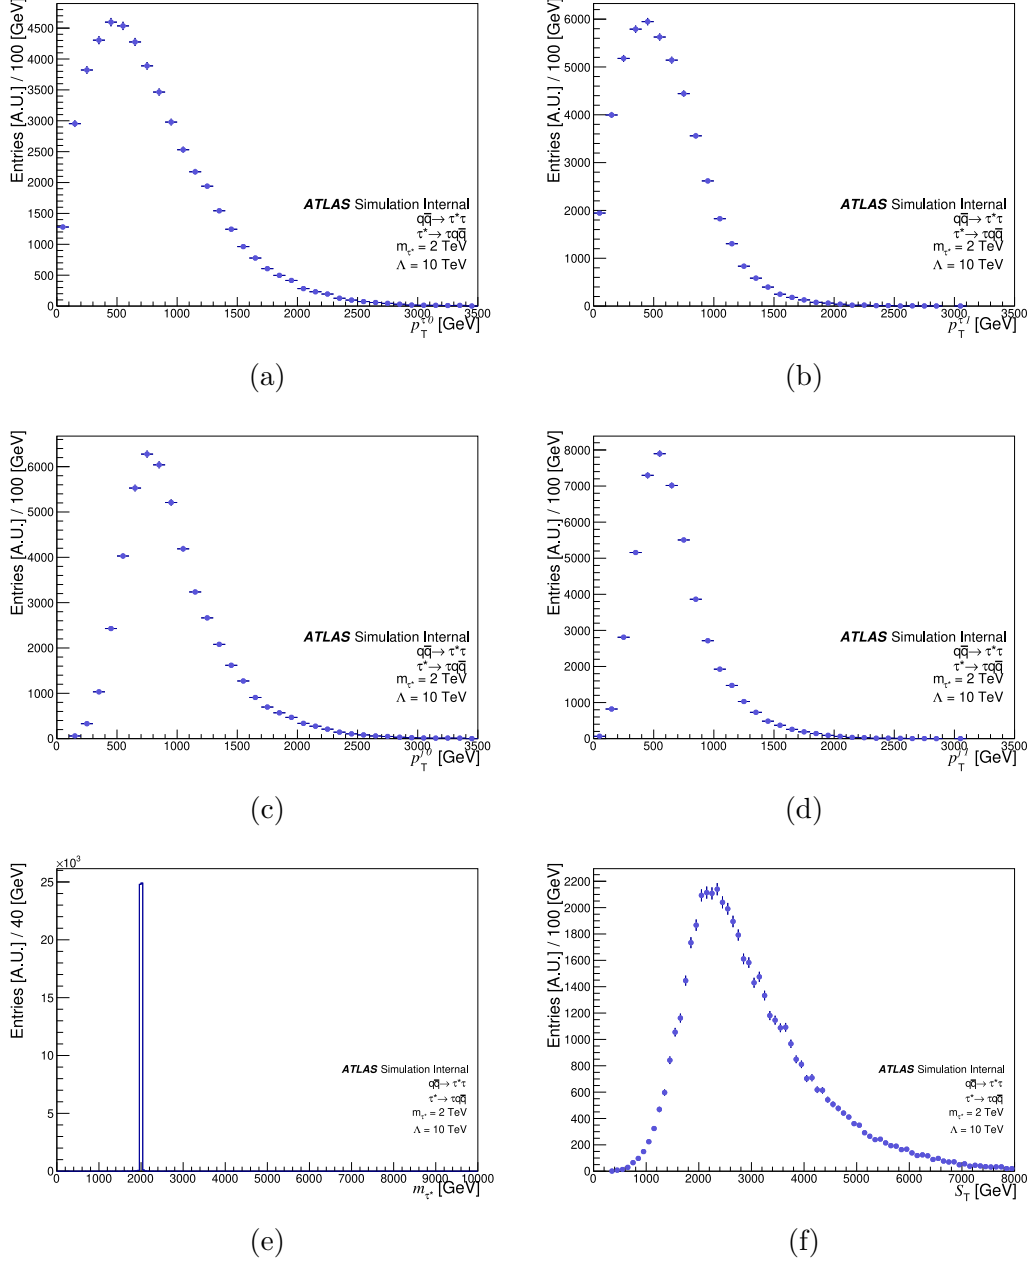 Entries [A.U.] / 100 [GeV]
4500
4000
3500
3000
2500
2000
1500
1000
500
0
ATLAS Simulation Internal
qq̅→ τ*τ
τ*→ τqq̅
m_τ* = 2 TeV
Λ = 10 TeV
0 500 1000 1500 2000 2500 3000 3500
p_T^τ0 [GeV]
(a)
Entries [A.U.] / 100 [GeV]
6000
5000
4000
3000
2000
1000
0
ATLAS Simulation Internal
qq̅→ τ*τ
τ*→ τqq̅
m_τ* = 2 TeV
Λ = 10 TeV
0 500 1000 1500 2000 2500 3000 3500
p_T^τ1 [GeV]
(b)
Entries [A.U.] / 100 [GeV]
6000
5000
4000
3000
2000
1000
0
ATLAS Simulation Internal
qq̅→ τ*τ
τ*→ τqq̅
m_τ* = 2 TeV
Λ = 10 TeV
0 500 1000 1500 2000 2500 3000 3500
p_T^j0 [GeV]
(c)
Entries [A.U.] / 100 [GeV]
8000
7000
6000
5000
4000
3000
2000
1000
0
ATLAS Simulation Internal
qq̅→ τ*τ
τ*→ τqq̅
m_τ* = 2 TeV
Λ = 10 TeV
0 500 1000 1500 2000 2500 3000 3500
p_T^j1 [GeV]
(d)
×10³
Entries [A.U.] / 40 [GeV]
25
20
15
10
5
0
ATLAS Simulation Internal
qq̅→ τ*τ
τ*→ τqq̅
m_τ* = 2 TeV
Λ = 10 TeV
0 1000 2000 3000 4000 5000 6000 7000 8000 9000 10000
m_τ* [GeV]
(e)
Entries [A.U.] / 100 [GeV]
2200
2000
1800
1600
1400
1200
1000
800
600
400
200
0
ATLAS Simulation Internal
qq̅→ τ*τ
τ*→ τqq̅
m_τ* = 2 TeV
Λ = 10 TeV
0 1000 2000 3000 4000 5000 6000 7000 8000
S_T [GeV]
(f)